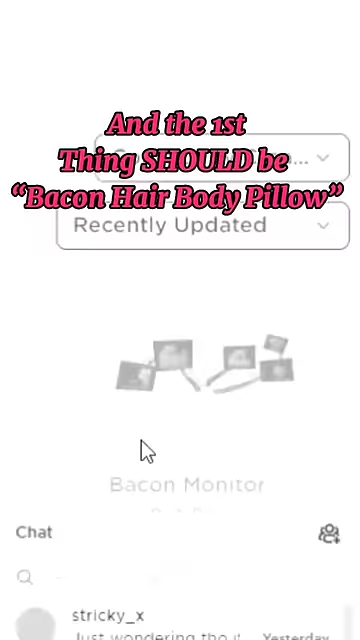 And the 1st
Thing SHOULD be
“Bacon Hair Body Pillow”
Recently Updated
Bacon Monitor
Chat
stricky_x
Just wondering tho it
Yesterday